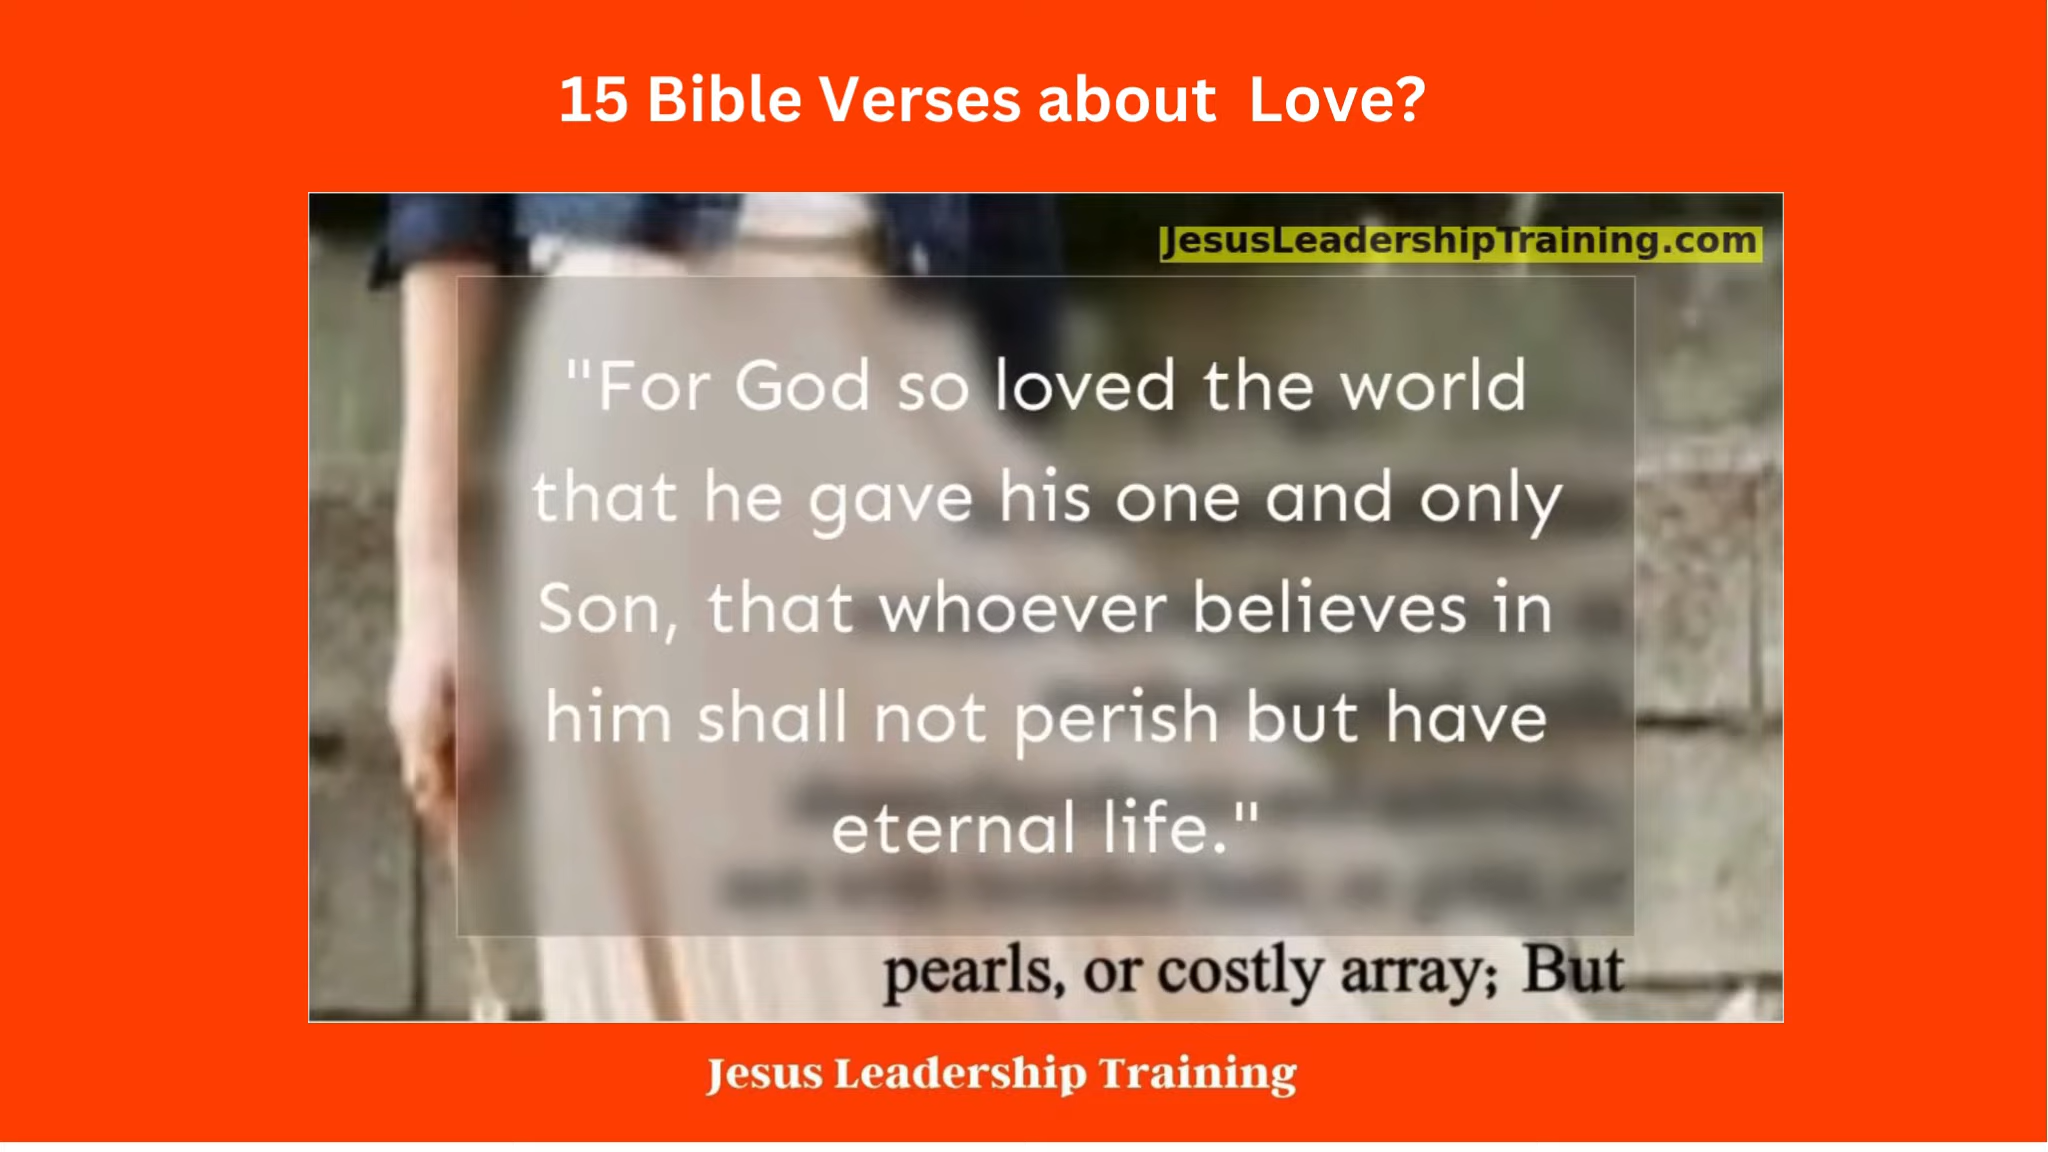 15 Bible Verses about  Love?
JesusLeadershipTraining.com
"For God so loved the world
that he gave his one and only
Son, that whoever believes in
him shall not perish but have
eternal life."
pearls, or costly array; But
Jesus Leadership Training